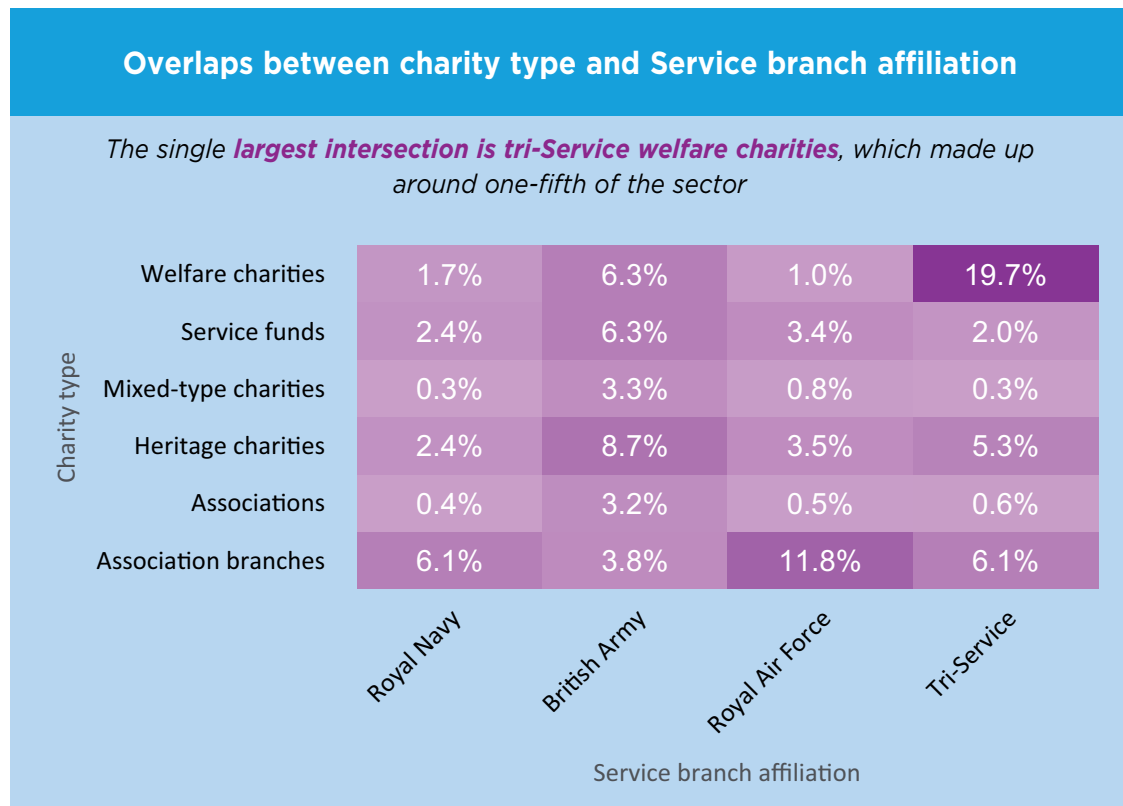 Overlaps between charity type and Service branch affiliation
The single largest intersection is tri-Service welfare charities, which made up
around one-fifth of the sector
Charity type
Welfare charities 1.7% 6.3% 1.0% 19.7%
Service funds 2.4% 6.3% 3.4% 2.0%
Mixed-type charities 0.3% 3.3% 0.8% 0.3%
Heritage charities 2.4% 8.7% 3.5% 5.3%
Associations 0.4% 3.2% 0.5% 0.6%
Association branches 6.1% 3.8% 11.8% 6.1%
Royal Navy
British Army
Royal Air Force
Tri-Service
Service branch affiliation